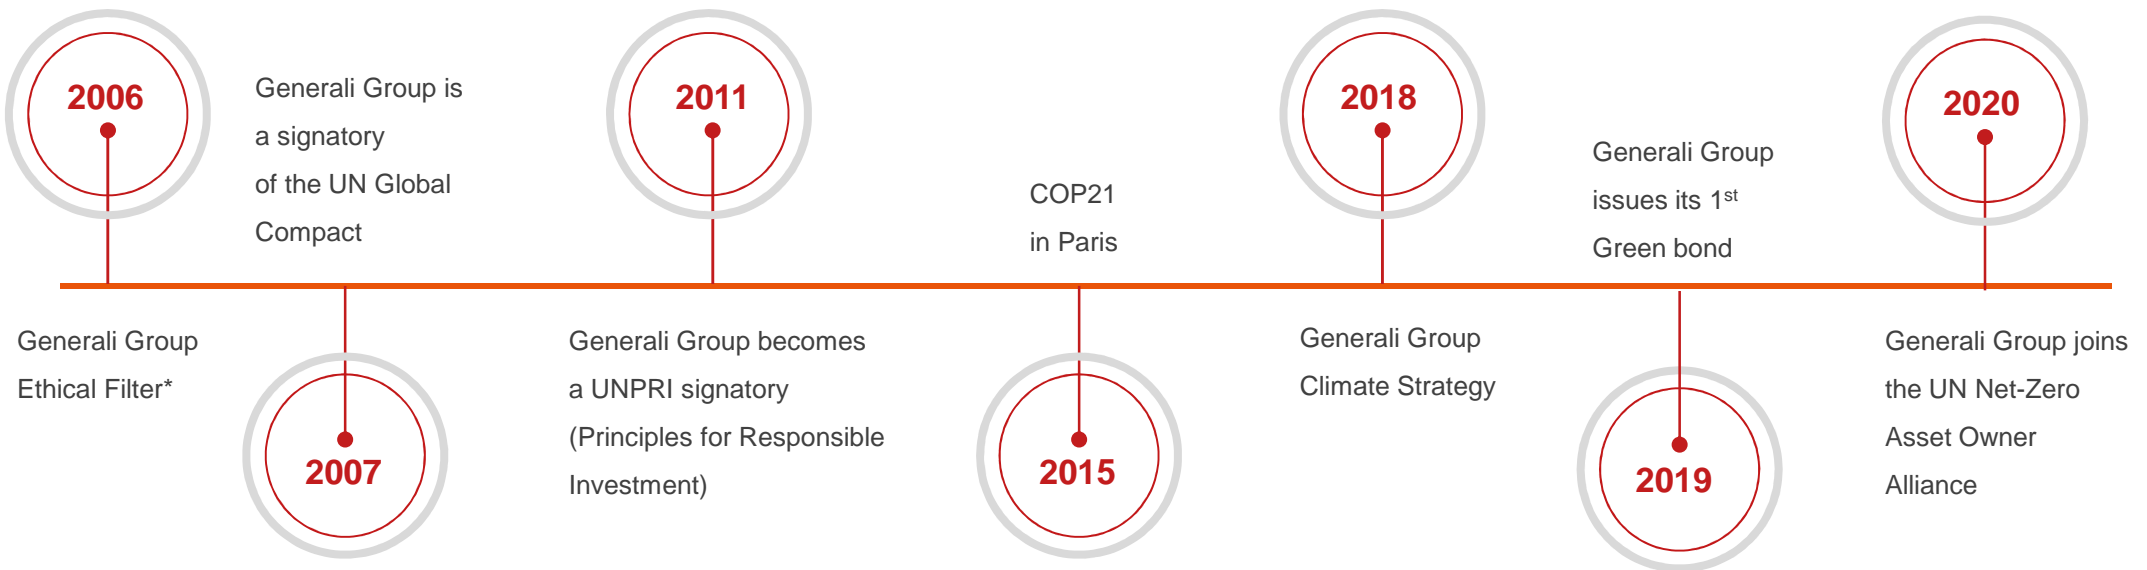 2006
Generali Group
Ethical Filter*
Generali Group is
a signatory
of the UN Global
Compact
2007
2011
Generali Group becomes
a UNPRI signatory
(Principles for Responsible
Investment)
COP21
in Paris
2015
2018
Generali Group
Climate Strategy
Generali Group
issues its 1st
Green bond
2019
2020
Generali Group joins
the UN Net-Zero
Asset Owner
Alliance